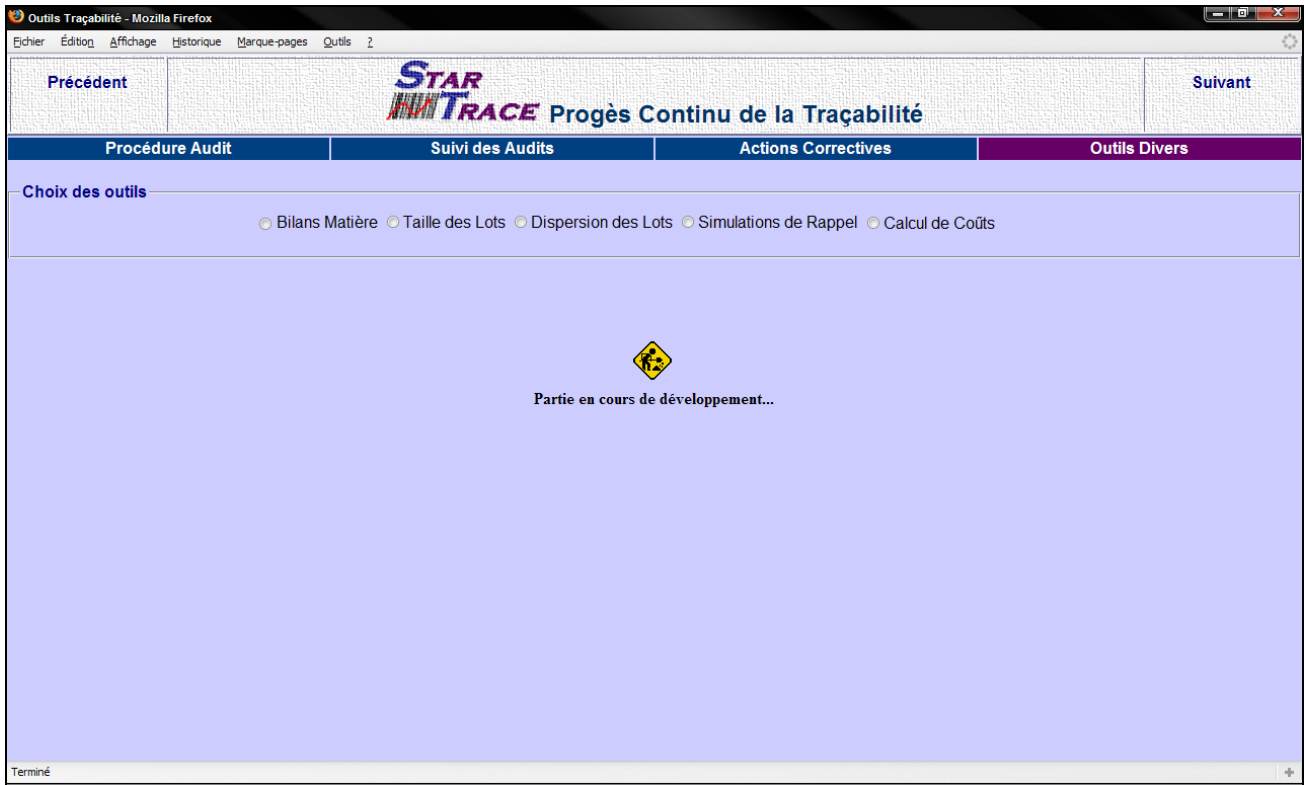 Outils Traçabilité - Mozilla Firefox
Fichier Édition Affichage Historique Marque-pages Outils ?
Précédent
STAR
TRACE Progès Continu de la Traçabilité
Suivant
Procédure Audit Suivi des Audits Actions Correctives Outils Divers
Choix des outils
Bilans Matière Taille des Lots Dispersion des Lots Simulations de Rappel Calcul de Coûts
Partie en cours de développement...
Terminé